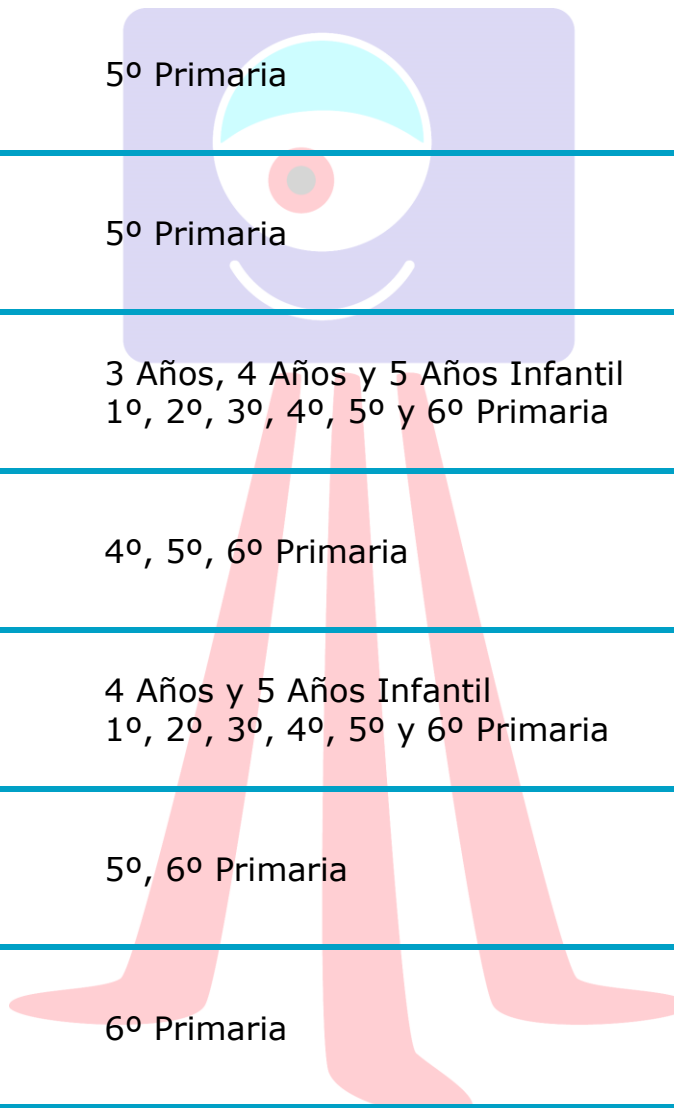 5º Primaria
5º Primaria
3 Años, 4 Años y 5 Años Infantil
1º, 2º, 3º, 4º, 5º y 6º Primaria
4º, 5º, 6º Primaria
4 Años y 5 Años Infantil
1º, 2º, 3º, 4º, 5º y 6º Primaria
5º, 6º Primaria
6º Primaria